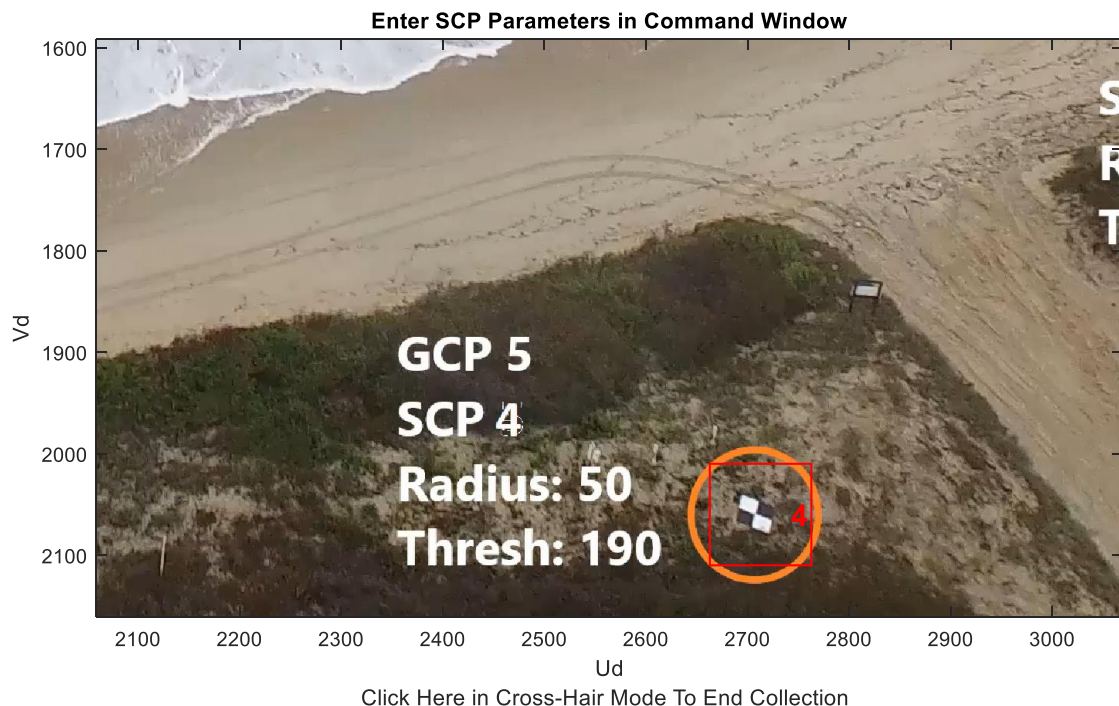 Enter SCP Parameters in Command Window
1600
1700
1800
1900
2000
2100
Vd
S
R
T
GCP 5
SCP 4
Radius: 50
Thresh: 190
4
2100 2200 2300 2400 2500 2600 2700 2800 2900 3000
Ud
Click Here in Cross-Hair Mode To End Collection